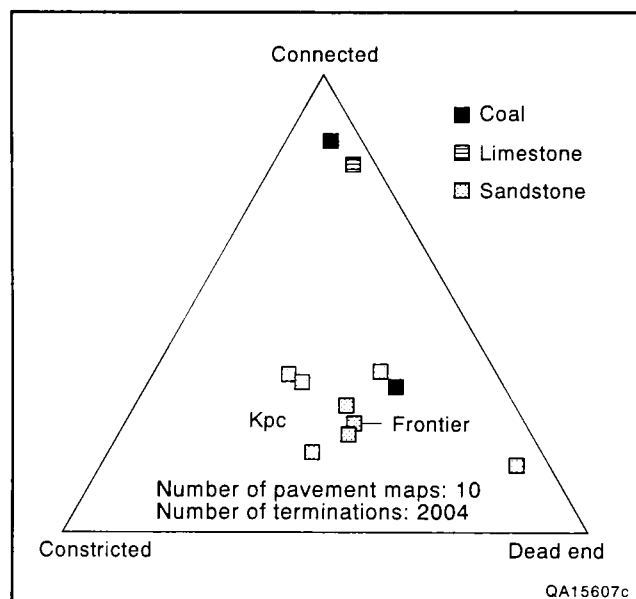 Connected
Coal
Limestone
Sandstone
Kpc
Frontier
Number of pavement maps: 10
Number of terminations: 2004
Constricted
Dead end
QA15607c